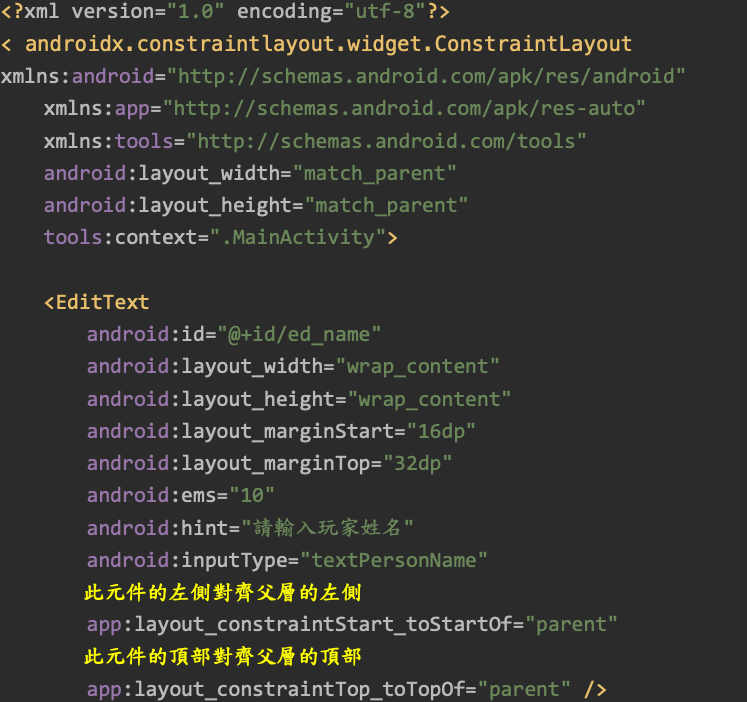 <?xml version="1.0" encoding="utf-8"?>
< androidx.constraintlayout.widget.ConstraintLayout
xmlns:android="http://schemas.android.com/apk/res/android"
xmlns:app="http://schemas.android.com/apk/res-auto"
xmlns:tools="http://schemas.android.com/tools"
android:layout_width="match_parent"
android:layout_height="match_parent"
tools:context=".MainActivity">
<EditText
android:id="@+id/ed_name"
android:layout_width="wrap_content"
android:layout_height="wrap_content"
android:layout_marginStart="16dp"
android:layout_marginTop="32dp"
android:ems="10"
android:hint="請輸入玩家姓名"
android:inputType="textPersonName"
此元件的左側對齊父層的左側
app:layout_constraintStart_toStartOf="parent"
此元件的頂部對齊父層的頂部
app:layout_constraintTop_toTopOf="parent" />